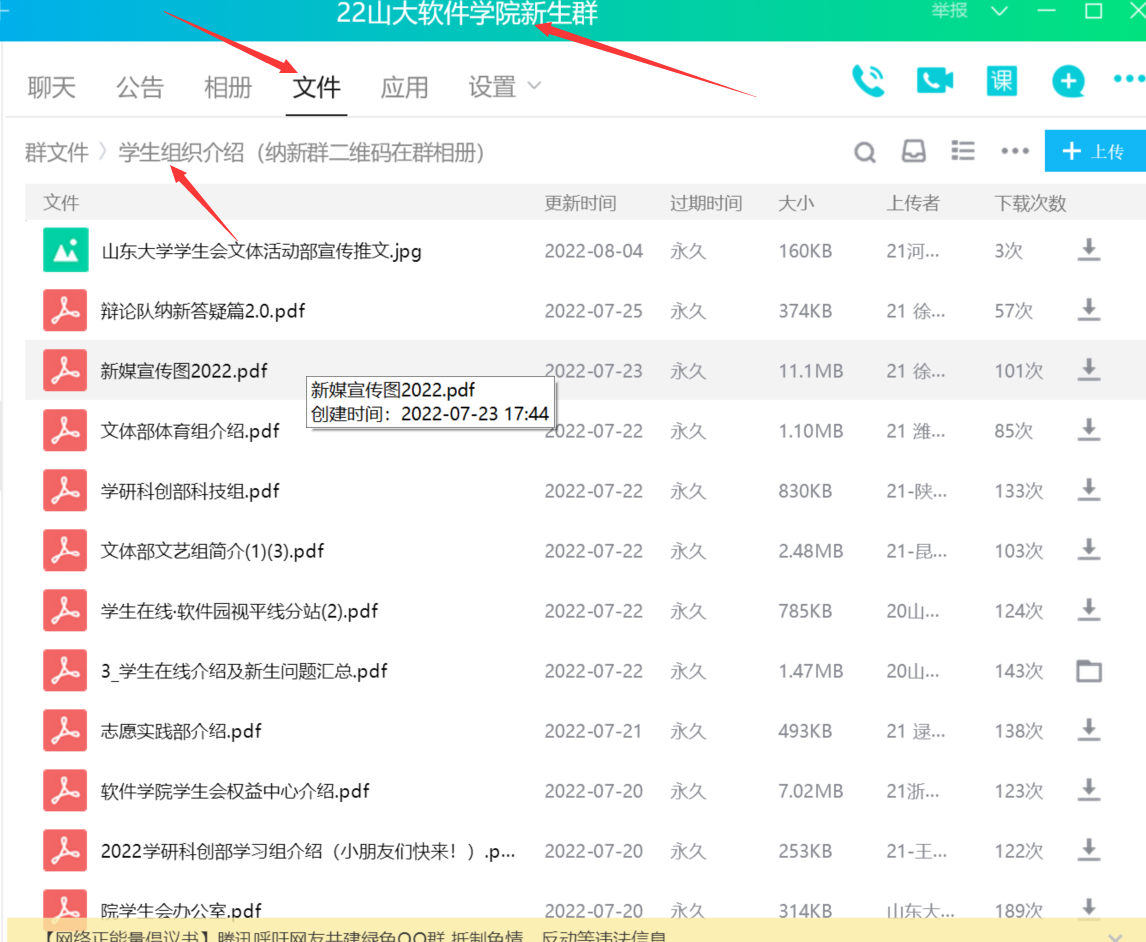 22山大软件学院新生群
举报
聊天 公告 相册 文件 应用 设置 课
群文件 〉 学生组织介绍（纳新群二维码在群相册） + 上传
文件 更新时间 过期时间 大小 上传者 下载次数
山东大学学生会文体活动部宣传推文.jpg 2022-08-04 永久 160KB 21河... 3次
辩论队纳新答疑篇2.0.pdf 2022-07-25 永久 374KB 21 徐... 57次
新媒宣传图2022.pdf 2022-07-23 永久 11.1MB 21 徐... 101次
新媒宣传图2022.pdf
创建时间：2022-07-23 17:44
文体部体育组介绍.pdf 2022-07-22 永久 1.10MB 21 潍... 85次
学研科创部科技组.pdf 2022-07-22 永久 830KB 21-陕... 133次
文体部文艺组简介(1)(3).pdf 2022-07-22 永久 2.48MB 21-昆... 103次
学生在线·软件园视平线分站(2).pdf 2022-07-22 永久 785KB 20山... 124次
3_学生在线介绍及新生问题汇总.pdf 2022-07-22 永久 1.47MB 20山... 143次
志愿实践部介绍.pdf 2022-07-21 永久 493KB 21 逯... 138次
软件学院学生会权益中心介绍.pdf 2022-07-20 永久 7.02MB 21浙... 123次
2022学研科创部学习组介绍（小朋友们快来！）.p... 2022-07-20 永久 253KB 21-王... 122次
院学生会办公室.pdf 2022-07-20 永久 314KB 山东大... 189次
【网络正能量倡议书】腾讯呼吁网友共建绿色QQ群,抵制色情、反动等违法信息